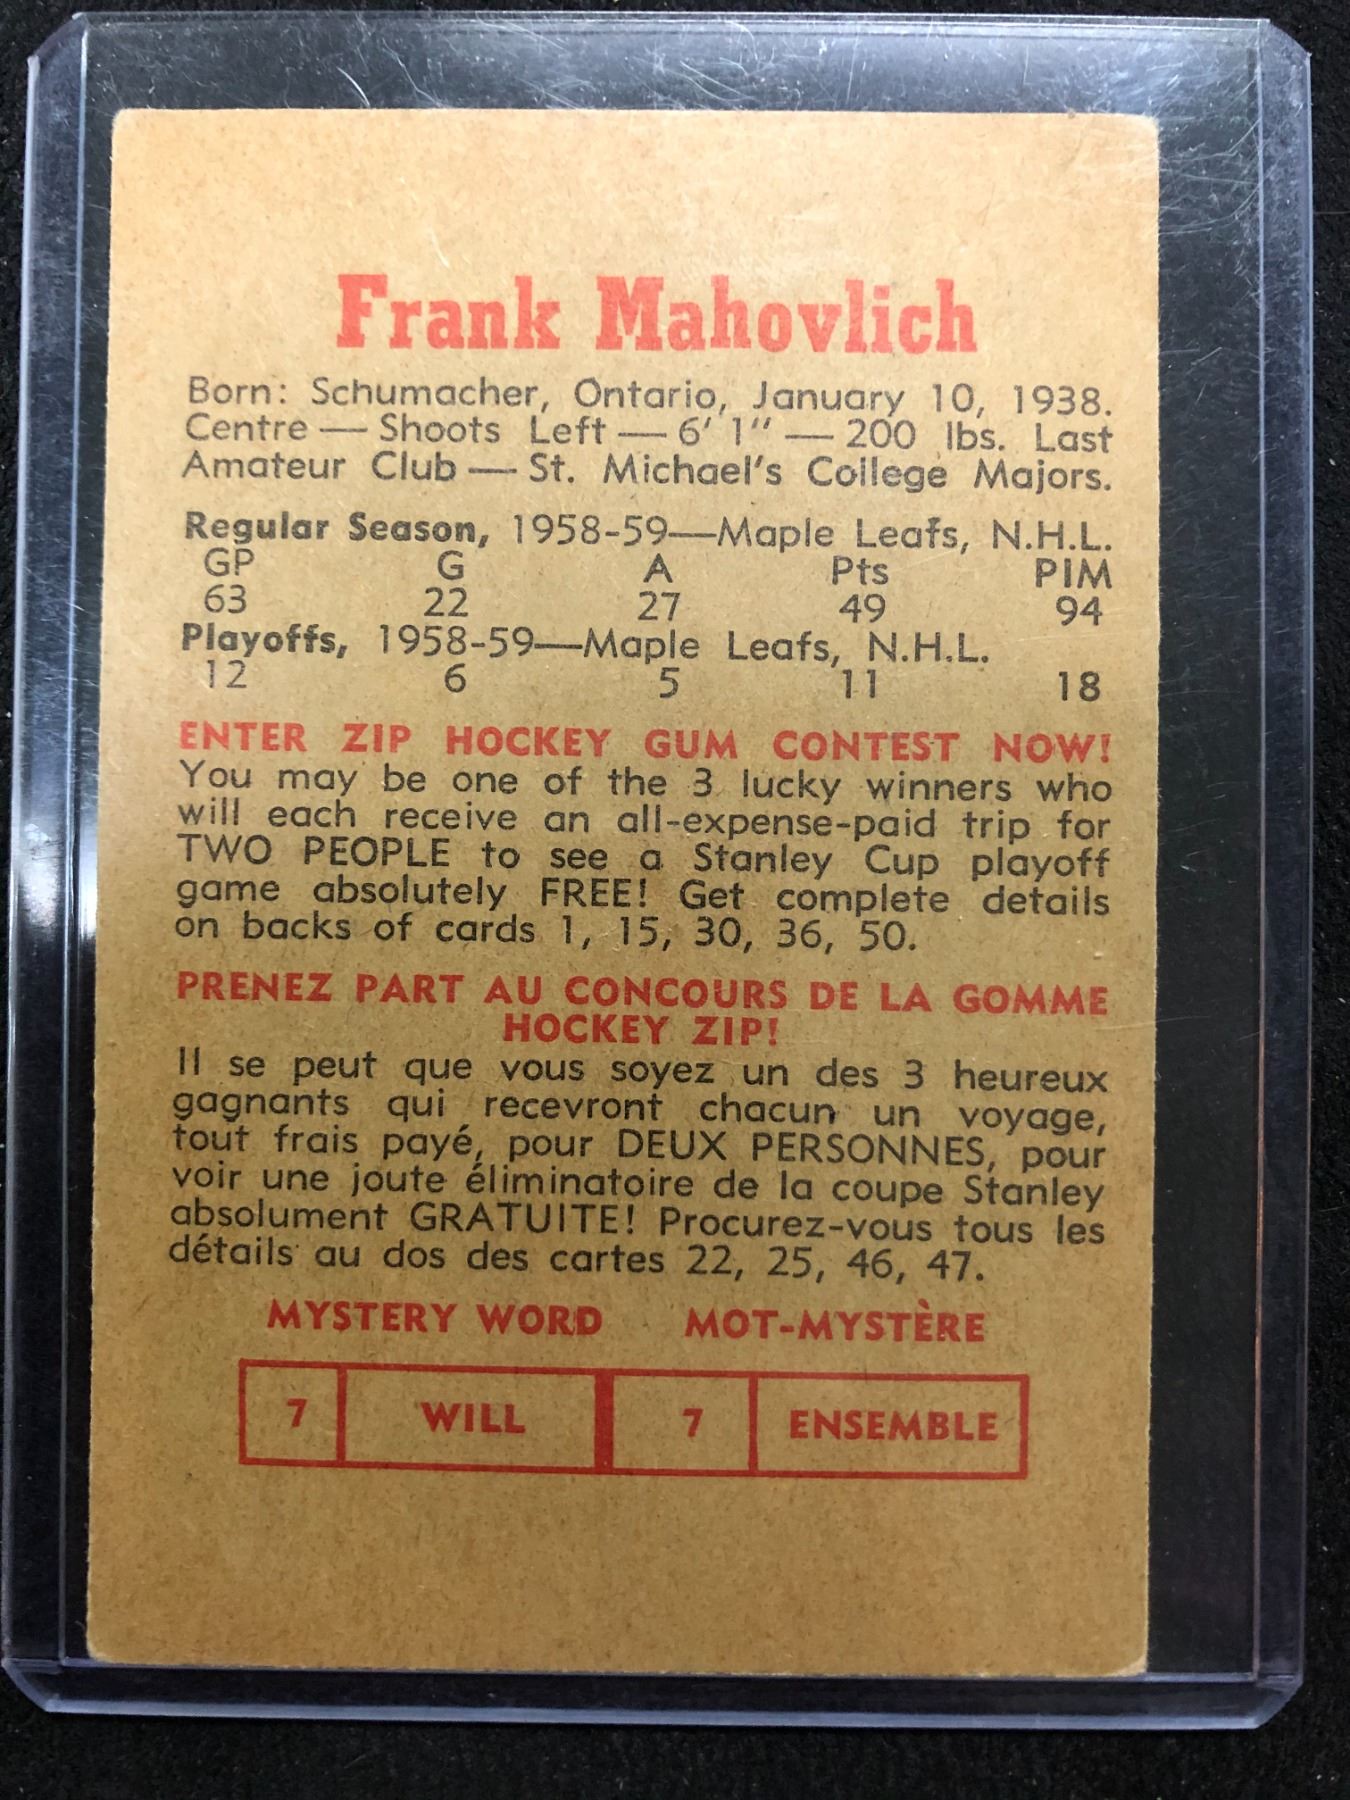 Frank Mahovlich
Born: Schumacher, Ontario, January 10, 1938.
Centre — Shoots Left — 6' 1" — 200 lbs. Last
Amateur Club — St. Michael's College Majors.
Regular Season, 1958-59—Maple Leafs, N.H.L.
GP G A Pts PIM
63 22 27 49 94
Playoffs, 1958-59—Maple Leafs, N.H.L.
12 6 5 11 18
ENTER ZIP HOCKEY GUM CONTEST NOW!
You may be one of the 3 lucky winners who
will each receive an all-expense-paid trip for
TWO PEOPLE to see a Stanley Cup playoff
game absolutely FREE! Get complete details
on backs of cards 1, 15, 30, 36, 50.
PRENEZ PART AU CONCOURS DE LA GOMME
HOCKEY ZIP!
Il se peut que vous soyez un des 3 heureux
gagnants qui recevront chacun un voyage,
tout frais payé, pour DEUX PERSONNES, pour
voir une joute éliminatoire de la coupe Stanley
absolument GRATUITE! Procurez-vous tous les
détails au dos des cartes 22, 25, 46, 47.
MYSTERY WORD MOT-MYSTÈRE
7 WILL 7 ENSEMBLE